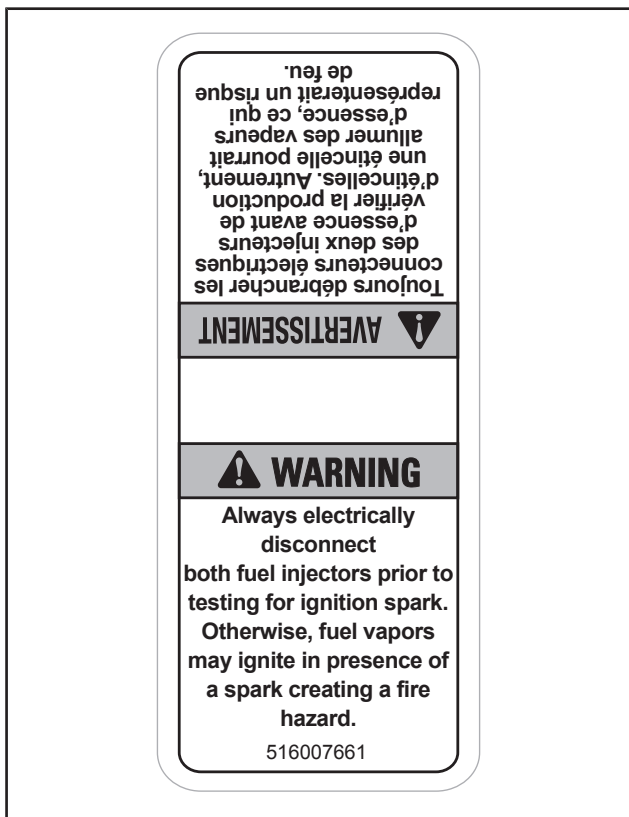 Toujours débrancher les
connecteurs électriques
des deux injecteurs
d'essence avant de
vérifier la production
d'étincelles. Autrement,
une étincelle pourrait
allumer des vapeurs
d'essence, ce qui
représenterait un risque
de feu.
AVERTISSEMENT
WARNING
Always electrically
disconnect
both fuel injectors prior to
testing for ignition spark.
Otherwise, fuel vapors
may ignite in presence of
a spark creating a fire
hazard.
516007661